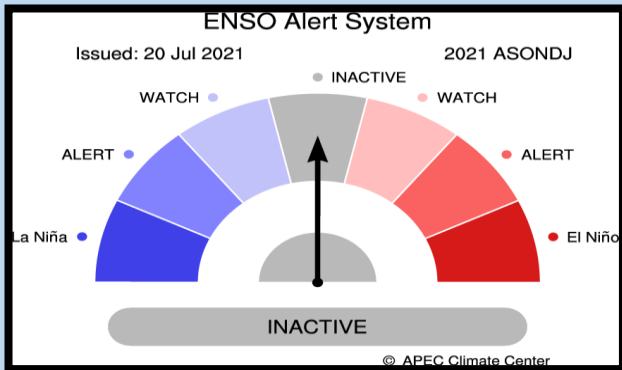 ENSO Alert System
Issued: 20 Jul 2021
2021 ASONDJ
INACTIVE
WATCH
WATCH
ALERT
ALERT
La Niña
El Niño
INACTIVE
© APEC Climate Center